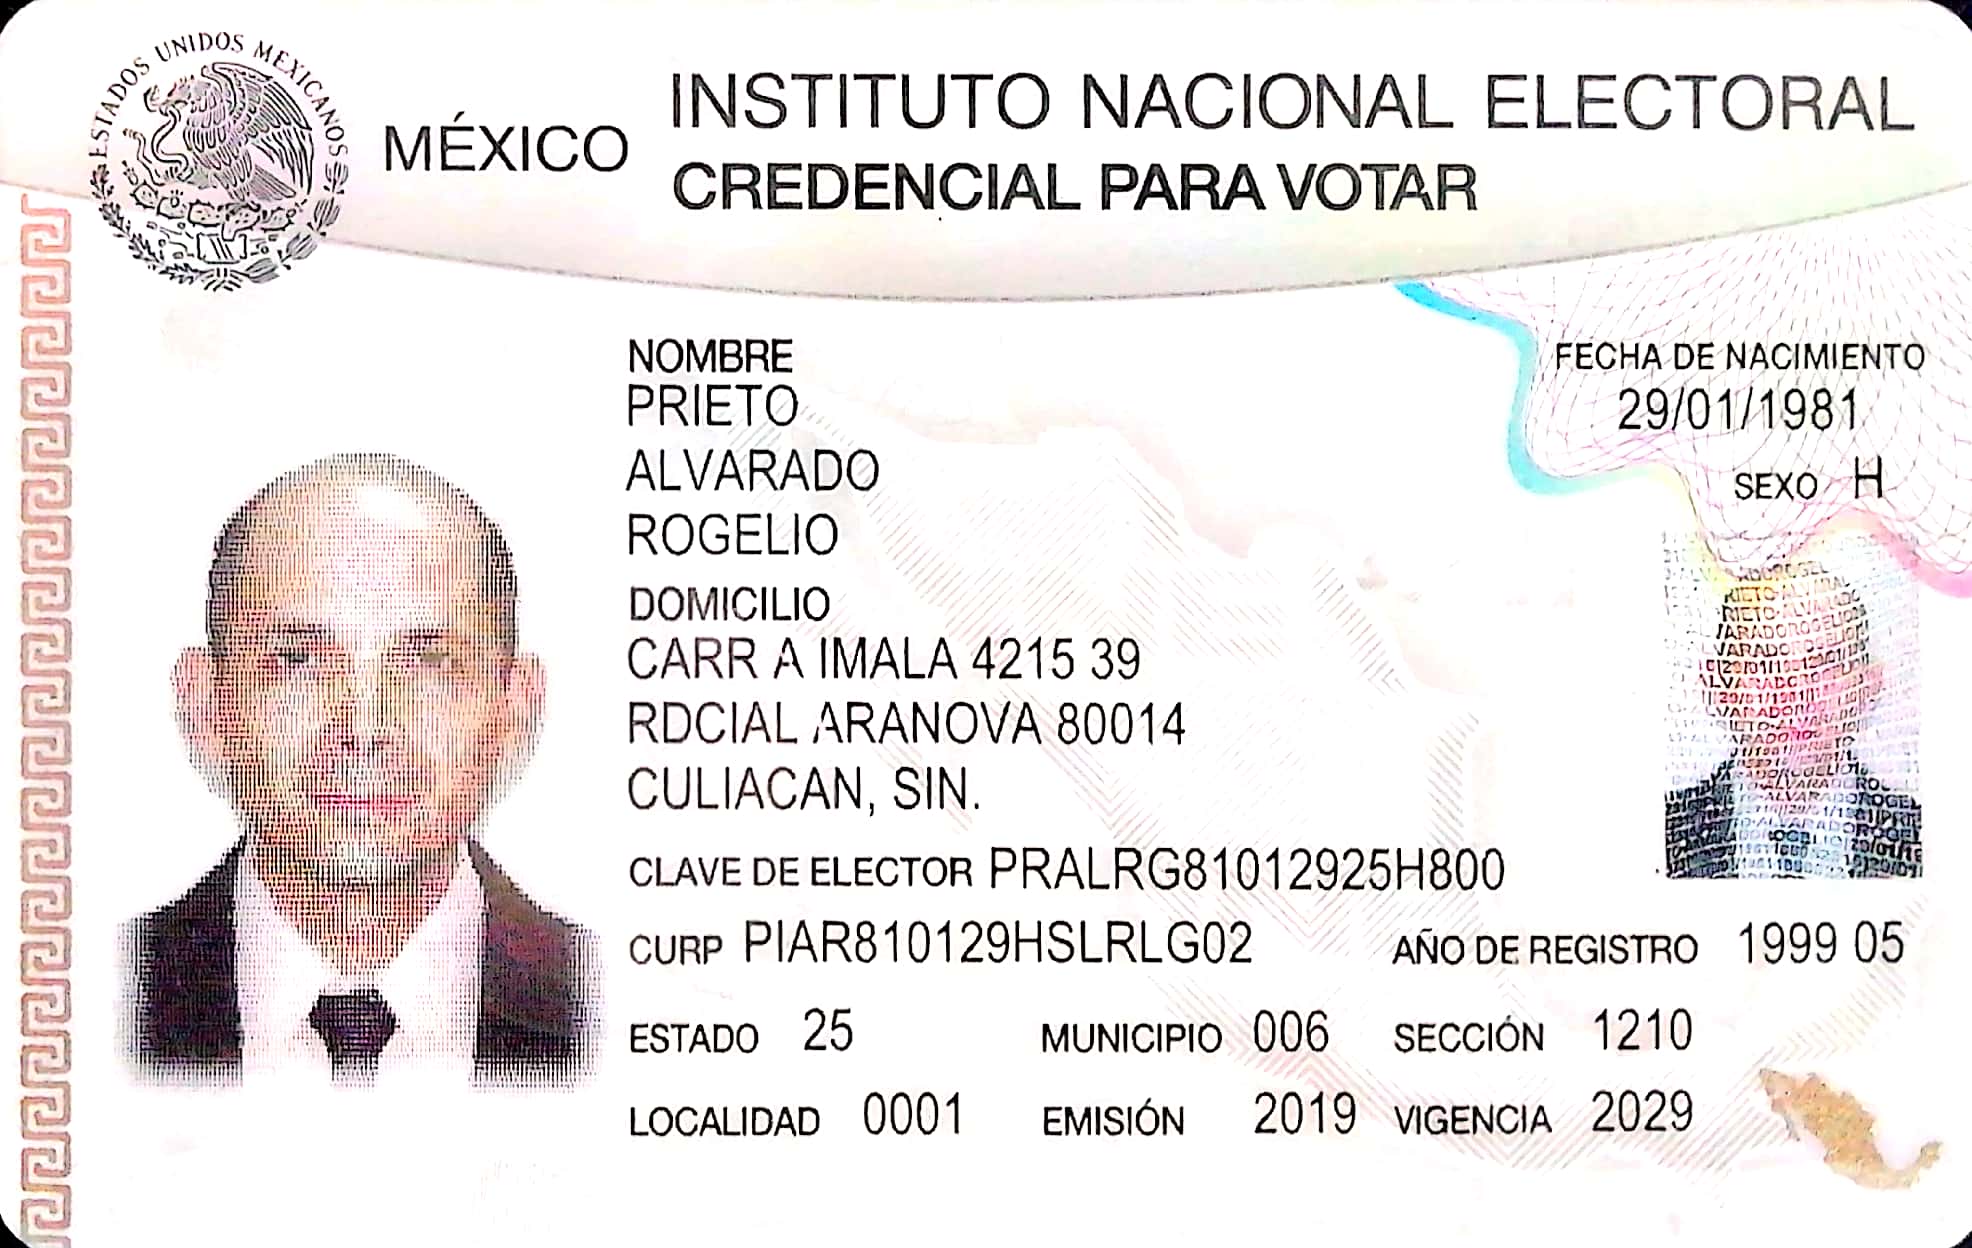 ESTADOS UNIDOS MEXICANOS
MÉXICO
INSTITUTO NACIONAL ELECTORAL
CREDENCIAL PARA VOTAR
NOMBRE
PRIETO
ALVARADO
ROGELIO
FECHA DE NACIMIENTO
29/01/1981
SEXO H
DOMICILIO
CARR A IMALA 4215 39
RDCIAL ARANOVA 80014
CULIACAN, SIN.
CLAVE DE ELECTOR PRALRG81012925H800
CURP PIAR810129HSLRLG02
AÑO DE REGISTRO 1999 05
ESTADO 25
MUNICIPIO 006
SECCIÓN 1210
LOCALIDAD 0001
EMISIÓN 2019
VIGENCIA 2029